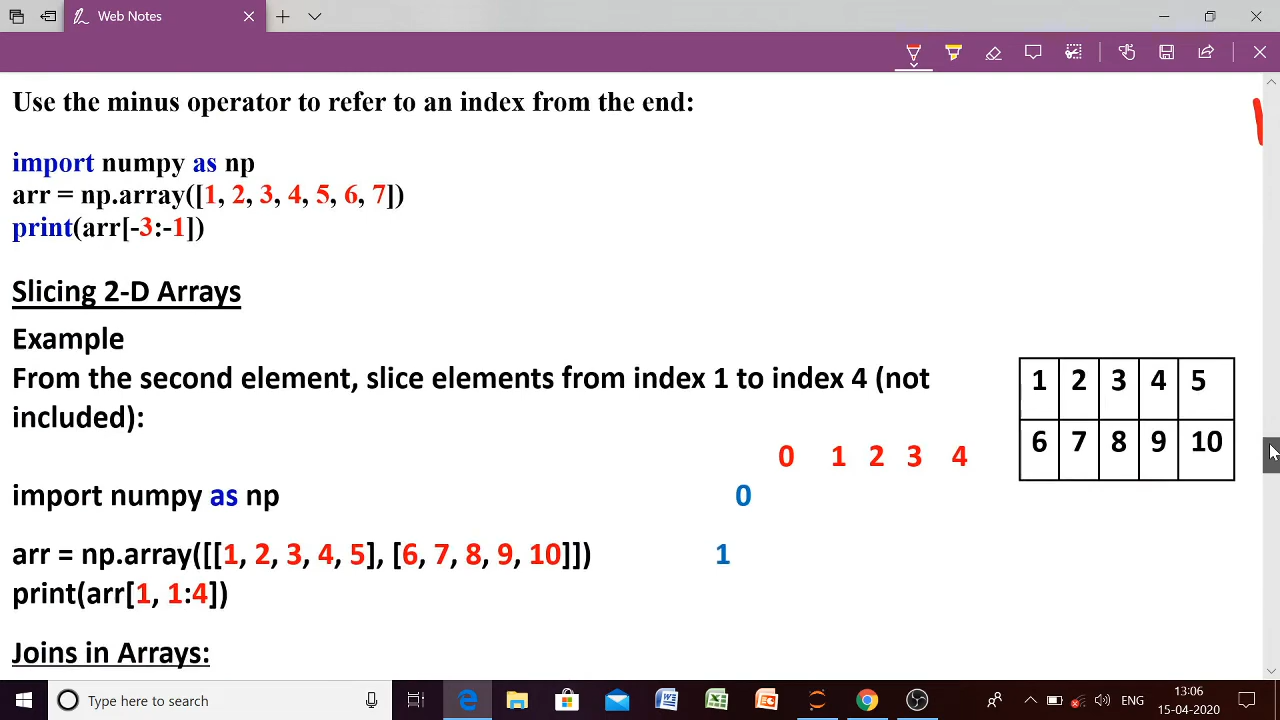 Web Notes
Use the minus operator to refer to an index from the end:
import numpy as np
arr = np.array([1, 2, 3, 4, 5, 6, 7])
print(arr[-3:-1])
Slicing 2-D Arrays
Example
From the second element, slice elements from index 1 to index 4 (not
included):
1 2 3 4 5
6 7 8 9 10
0 1 2 3 4
import numpy as np
0
arr = np.array([[1, 2, 3, 4, 5], [6, 7, 8, 9, 10]])
1
print(arr[1, 1:4])
Joins in Arrays:
Type here to search
ENG
13:06
15-04-2020